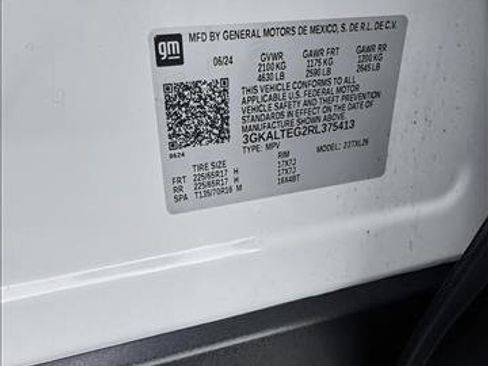 gm
MFD BY GENERAL MOTORS DE MEXICO, S. DE R.L. DE C.V.
06/24 GVWR GAWR FRT GAWR RR
2100 KG 1175 KG 1200 KG
4630 LB 2590 LB 2645 LB
THIS VEHICLE CONFORMS TO ALL
APPLICABLE U.S. FEDERAL MOTOR
VEHICLE SAFETY AND THEFT PREVENTION
STANDARDS IN EFFECT ON THE DATE OF
MANUFACTURE SHOWN ABOVE.
3GKALTEG2RL375413
0624 TYPE: MPV MODEL:
TIRE SIZE RIM
FRT 225/65R17 H 17X7J
RR 225/65R17 H 17X7J
SPA T135/70R16 M 16X4BT